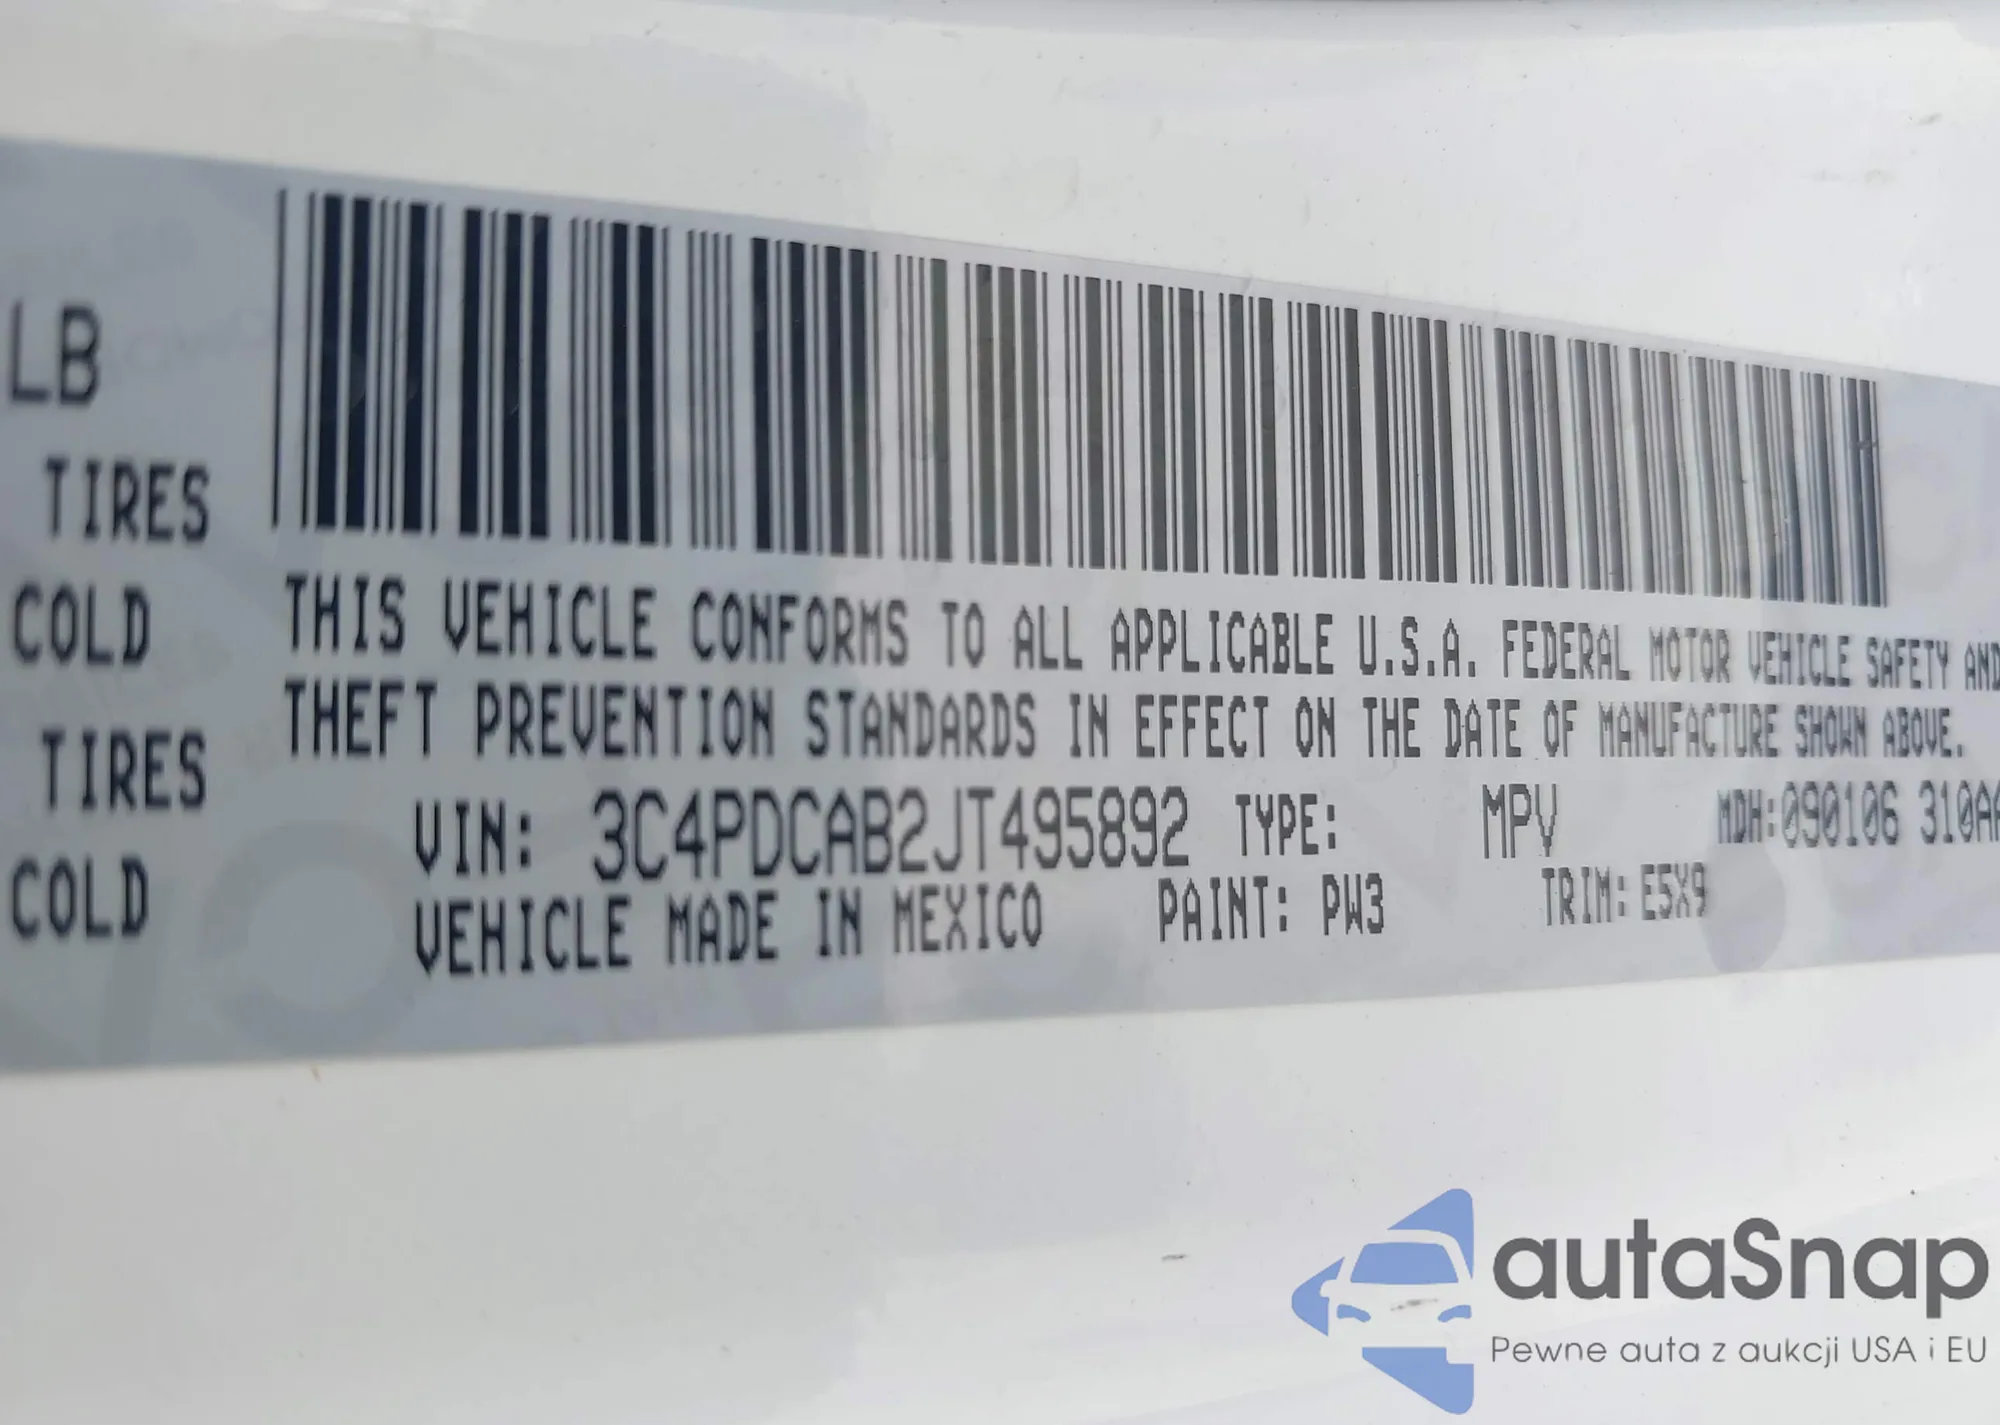 LB
TIRES
COLD
TIRES
COLD
THIS VEHICLE CONFORMS TO ALL APPLICABLE U.S.A. FEDERAL MOTOR VEHICLE SAFETY AND
THEFT PREVENTION STANDARDS IN EFFECT ON THE DATE OF MANUFACTURE SHOWN ABOVE.
VIN: 3C4PDCAB2JT495892 TYPE: MPV MDH:090106 310AA
VEHICLE MADE IN MEXICO PAINT: PW3 TRIM: E5X9
autaSnap
Pewne auta z aukcji USA i EU